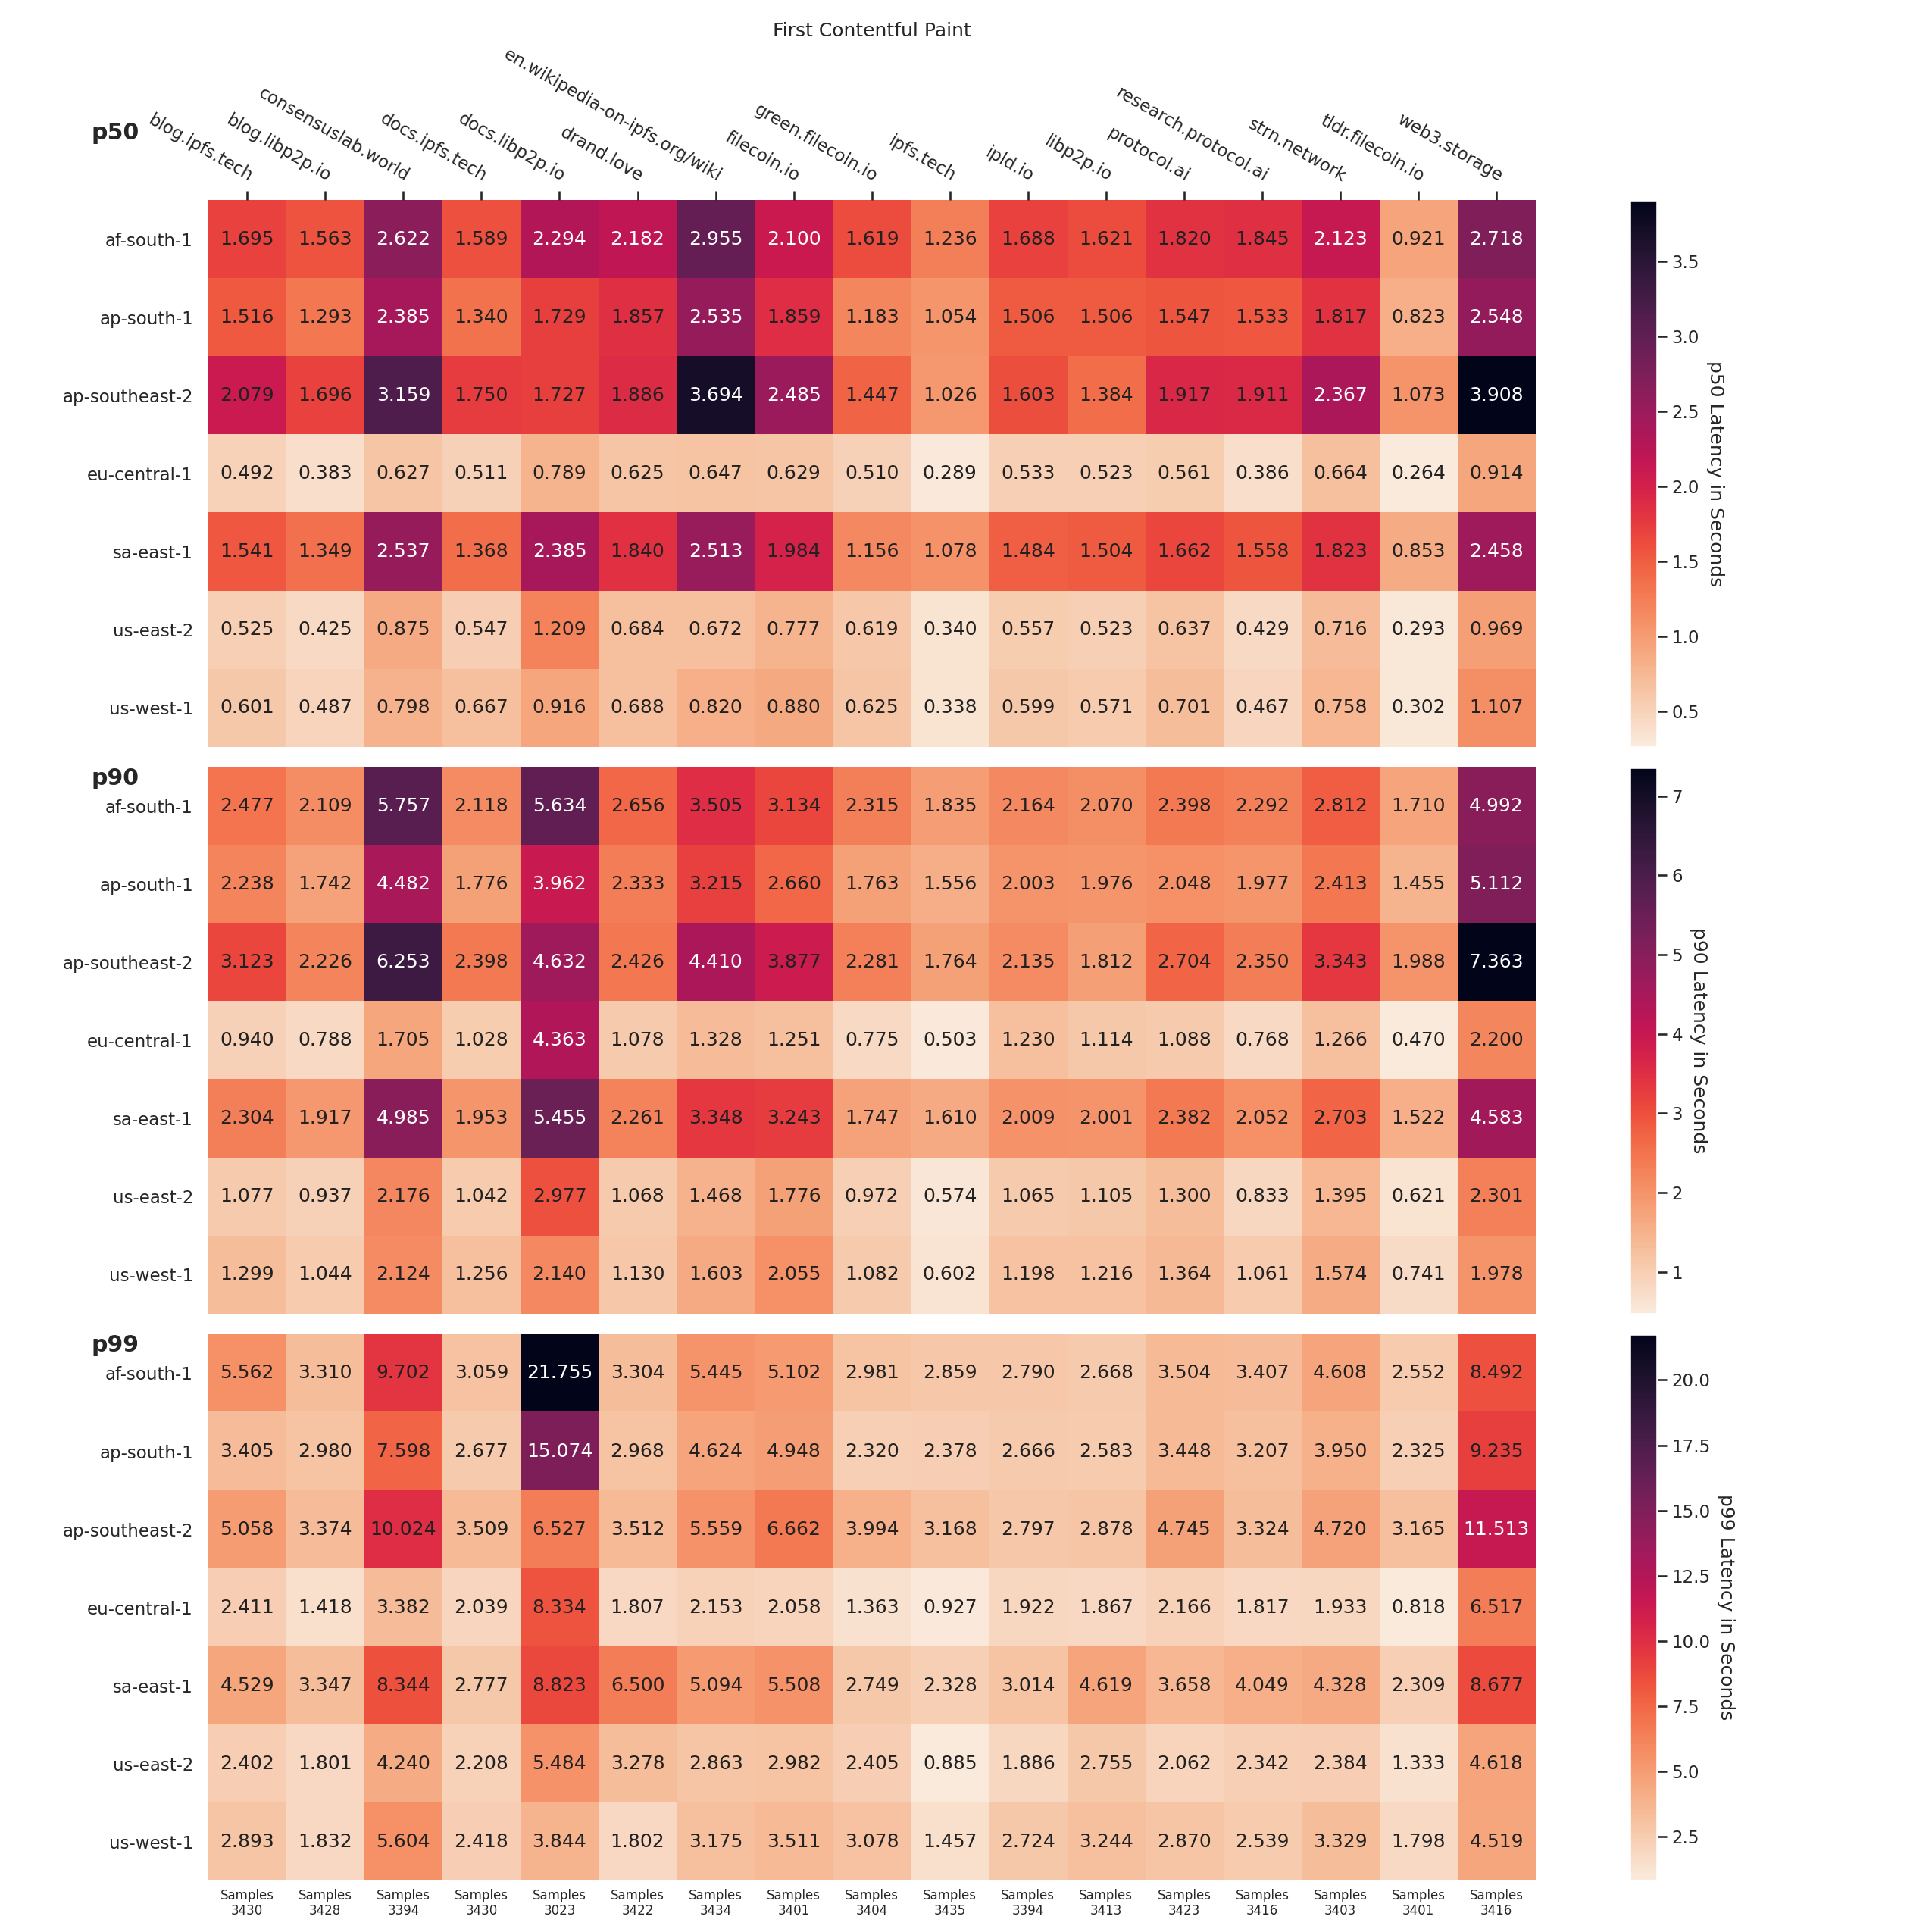 First Contentful Paint
p50
blog.ipfs.tech
blog.libp2p.io
consensuslab.world
docs.ipfs.tech
docs.libp2p.io
drand.love
en.wikipedia-on-ipfs.org/wiki
filecoin.io
green.filecoin.io
ipfs.tech
ipld.io
libp2p.io
protocol.ai
research.protocol.ai
strn.network
tldr.filecoin.io
web3.storage
af-south-1 1.695 1.563 2.622 1.589 2.294 2.182 2.955 2.100 1.619 1.236 1.688 1.621 1.820 1.845 2.123 0.921 2.718
ap-south-1 1.516 1.293 2.385 1.340 1.729 1.857 2.535 1.859 1.183 1.054 1.506 1.506 1.547 1.533 1.817 0.823 2.548
ap-southeast-2 2.079 1.696 3.159 1.750 1.727 1.886 3.694 2.485 1.447 1.026 1.603 1.384 1.917 1.911 2.367 1.073 3.908
eu-central-1 0.492 0.383 0.627 0.511 0.789 0.625 0.647 0.629 0.510 0.289 0.533 0.523 0.561 0.386 0.664 0.264 0.914
sa-east-1 1.541 1.349 2.537 1.368 2.385 1.840 2.513 1.984 1.156 1.078 1.484 1.504 1.662 1.558 1.823 0.853 2.458
us-east-2 0.525 0.425 0.875 0.547 1.209 0.684 0.672 0.777 0.619 0.340 0.557 0.523 0.637 0.429 0.716 0.293 0.969
us-west-1 0.601 0.487 0.798 0.667 0.916 0.688 0.820 0.880 0.625 0.338 0.599 0.571 0.701 0.467 0.758 0.302 1.107
3.5
3.0
2.5
2.0
1.5
1.0
0.5
p50 Latency in Seconds
p90
af-south-1 2.477 2.109 5.757 2.118 5.634 2.656 3.505 3.134 2.315 1.835 2.164 2.070 2.398 2.292 2.812 1.710 4.992
ap-south-1 2.238 1.742 4.482 1.776 3.962 2.333 3.215 2.660 1.763 1.556 2.003 1.976 2.048 1.977 2.413 1.455 5.112
ap-southeast-2 3.123 2.226 6.253 2.398 4.632 2.426 4.410 3.877 2.281 1.764 2.135 1.812 2.704 2.350 3.343 1.988 7.363
eu-central-1 0.940 0.788 1.705 1.028 4.363 1.078 1.328 1.251 0.775 0.503 1.230 1.114 1.088 0.768 1.266 0.470 2.200
sa-east-1 2.304 1.917 4.985 1.953 5.455 2.261 3.348 3.243 1.747 1.610 2.009 2.001 2.382 2.052 2.703 1.522 4.583
us-east-2 1.077 0.937 2.176 1.042 2.977 1.068 1.468 1.776 0.972 0.574 1.065 1.105 1.300 0.833 1.395 0.621 2.301
us-west-1 1.299 1.044 2.124 1.256 2.140 1.130 1.603 2.055 1.082 0.602 1.198 1.216 1.364 1.061 1.574 0.741 1.978
7
6
5
4
3
2
1
p90 Latency in Seconds
p99
af-south-1 5.562 3.310 9.702 3.059 21.755 3.304 5.445 5.102 2.981 2.859 2.790 2.668 3.504 3.407 4.608 2.552 8.492
ap-south-1 3.405 2.980 7.598 2.677 15.074 2.968 4.624 4.948 2.320 2.378 2.666 2.583 3.448 3.207 3.950 2.325 9.235
ap-southeast-2 5.058 3.374 10.024 3.509 6.527 3.512 5.559 6.662 3.994 3.168 2.797 2.878 4.745 3.324 4.720 3.165 11.513
eu-central-1 2.411 1.418 3.382 2.039 8.334 1.807 2.153 2.058 1.363 0.927 1.922 1.867 2.166 1.817 1.933 0.818 6.517
sa-east-1 4.529 3.347 8.344 2.777 8.823 6.500 5.094 5.508 2.749 2.328 3.014 4.619 3.658 4.049 4.328 2.309 8.677
us-east-2 2.402 1.801 4.240 2.208 5.484 3.278 2.863 2.982 2.405 0.885 1.886 2.755 2.062 2.342 2.384 1.333 4.618
us-west-1 2.893 1.832 5.604 2.418 3.844 1.802 3.175 3.511 3.078 1.457 2.724 3.244 2.870 2.539 3.329 1.798 4.519
20.0
17.5
15.0
12.5
10.0
7.5
5.0
2.5
p99 Latency in Seconds
Samples Samples Samples Samples Samples Samples Samples Samples Samples Samples Samples Samples Samples Samples Samples Samples Samples
3430 3428 3394 3430 3023 3422 3434 3401 3404 3435 3394 3413 3423 3416 3403 3401 3416